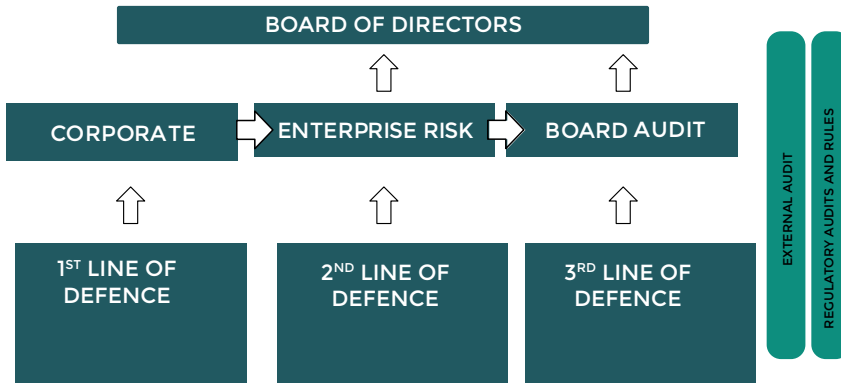 BOARD OF DIRECTORS
CORPORATE
ENTERPRISE RISK
BOARD AUDIT
1ST LINE OF
DEFENCE
2ND LINE OF
DEFENCE
3RD LINE OF
DEFENCE
EXTERNAL AUDIT
REGULATORY AUDITS AND RULES